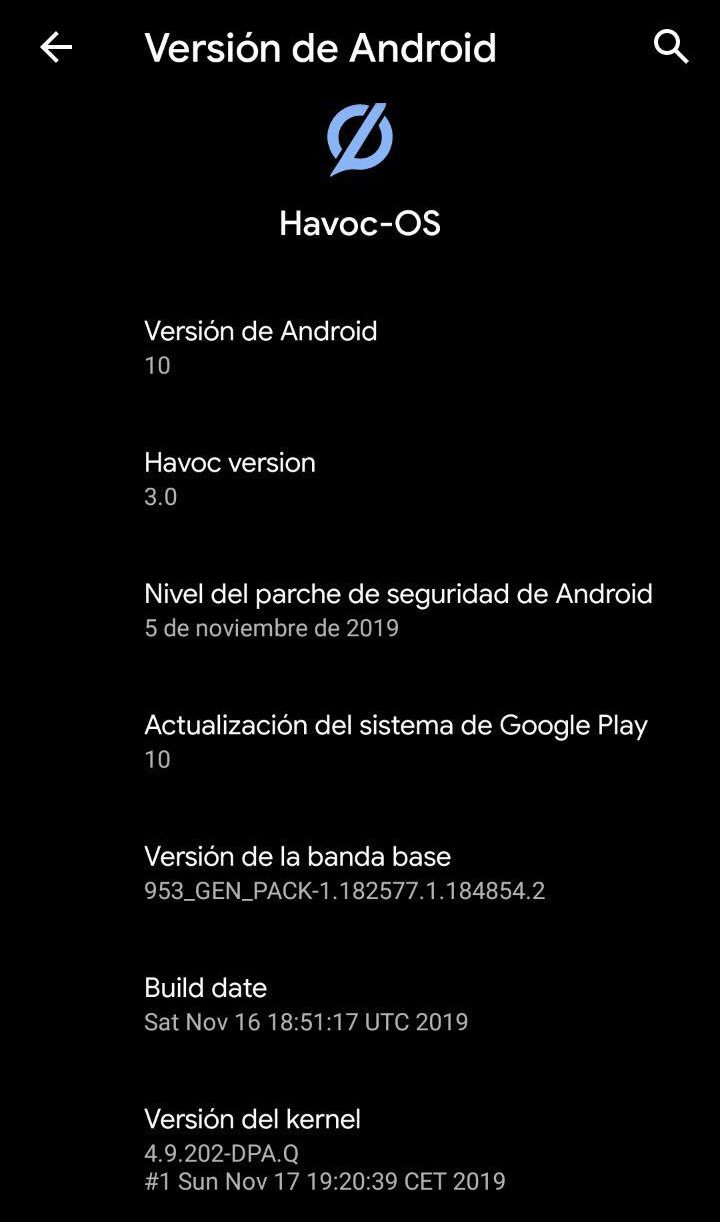 Versión de Android
Havoc-OS
Versión de Android
10
Havoc version
3.0
Nivel del parche de seguridad de Android
5 de noviembre de 2019
Actualización del sistema de Google Play
10
Versión de la banda base
953_GEN_PACK-1.182577.1.184854.2
Build date
Sat Nov 16 18:51:17 UTC 2019
Versión del kernel
4.9.202-DPA.Q
#1 Sun Nov 17 19:20:39 CET 2019